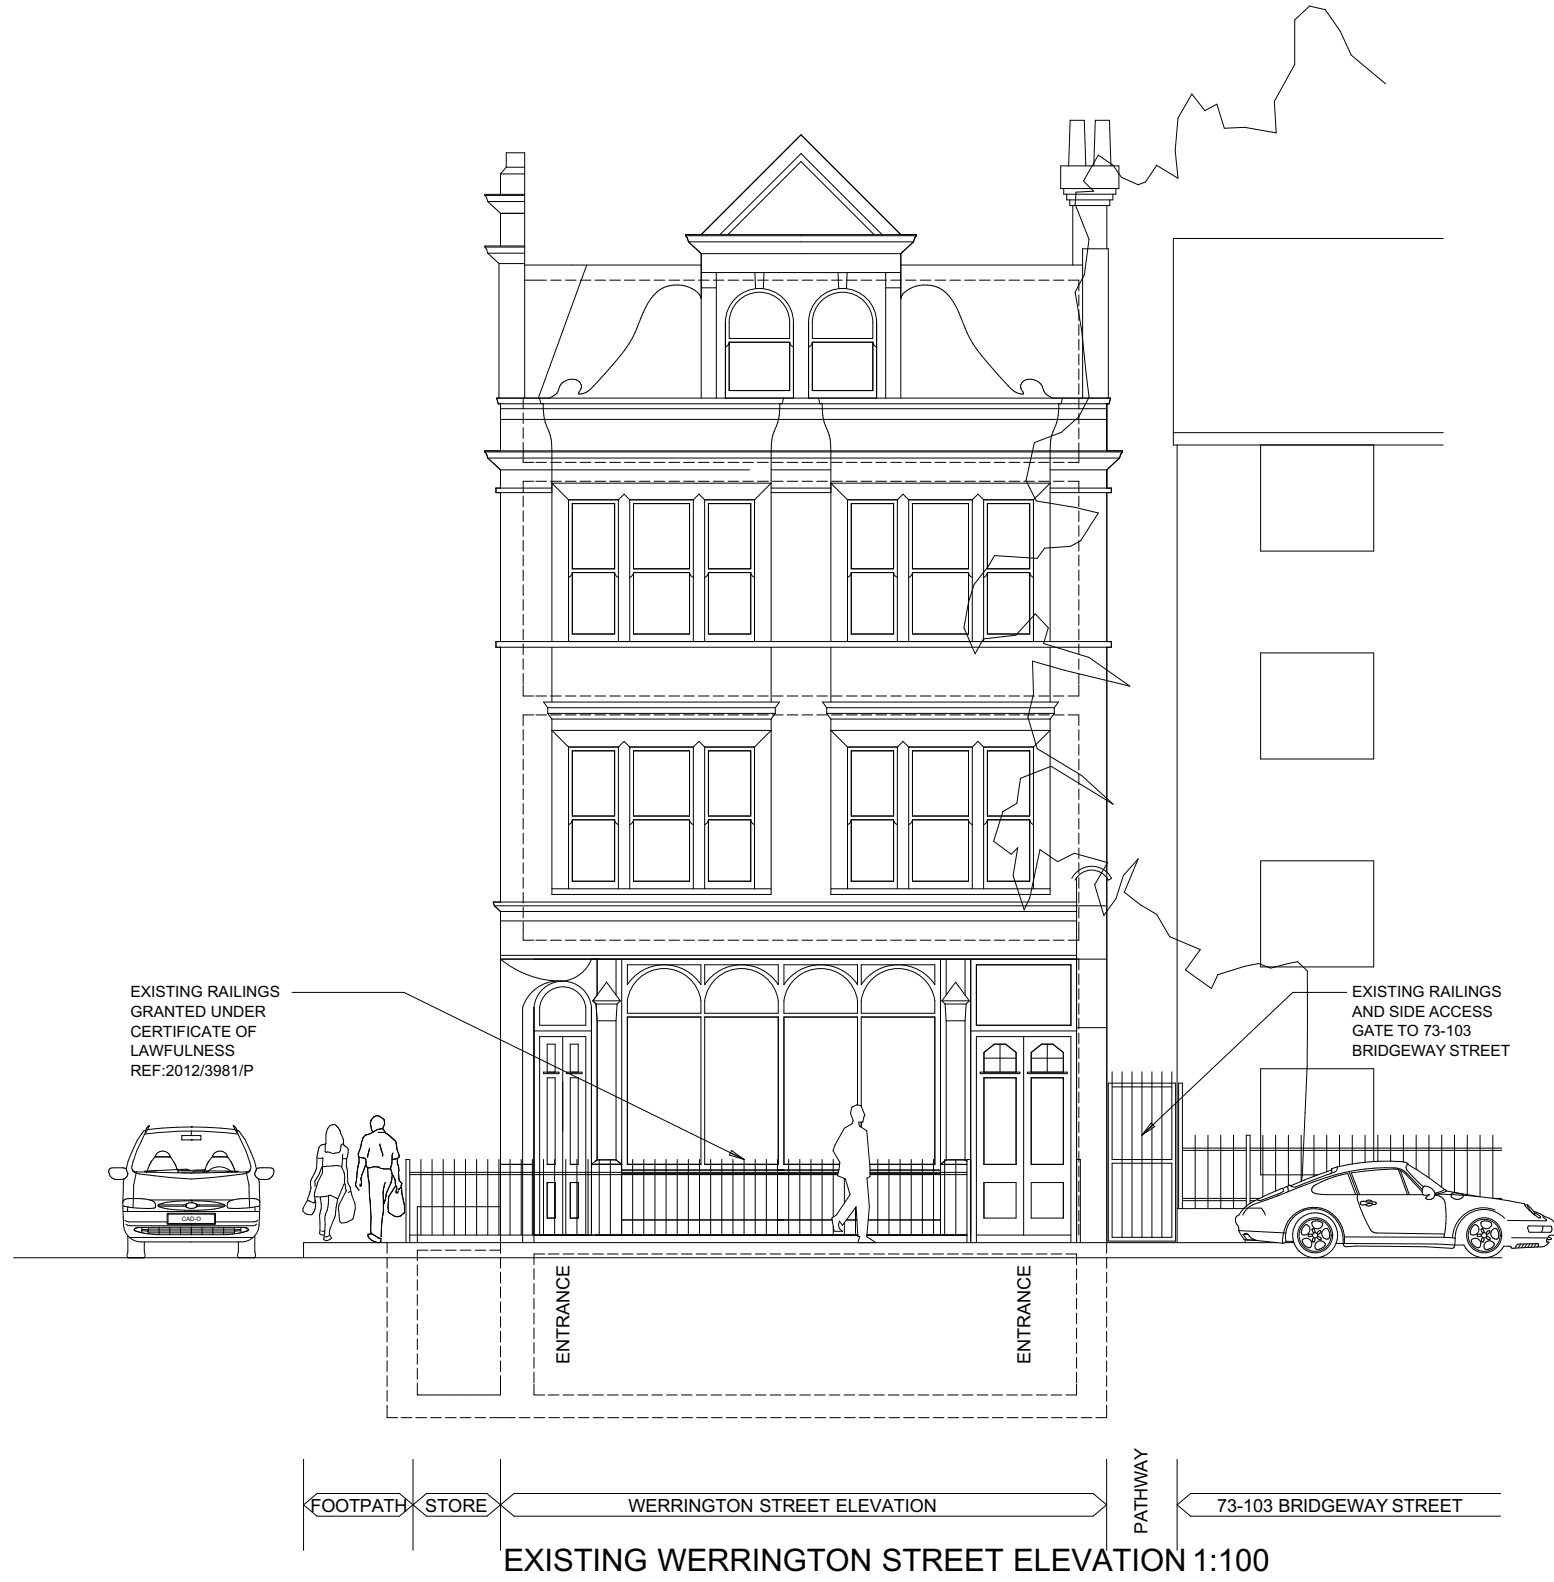 EXISTING RAILINGS
GRANTED UNDER
CERTIFICATE OF
LAWFULNESS
REF:2012/3981/P
EXISTING RAILINGS
AND SIDE ACCESS
GATE TO 73-103
BRIDGEWAY STREET
CAD-O
ENTRANCE
ENTRANCE
FOOTPATH
STORE
WERRINGTON STREET ELEVATION
PATHWAY
73-103 BRIDGEWAY STREET
EXISTING WERRINGTON STREET ELEVATION 1:100